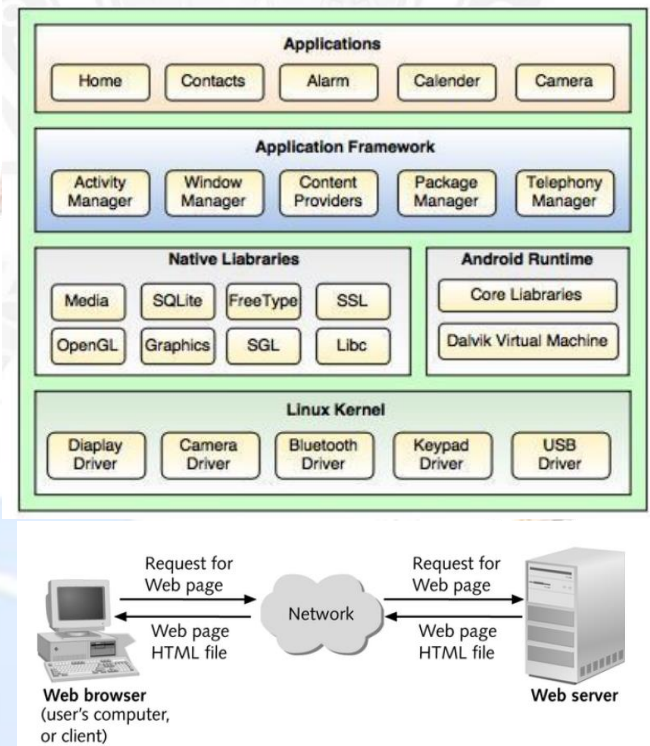 Applications
Home Contacts Alarm Calender Camera
Application Framework
Activity Manager
Window Manager
Content Providers
Package Manager
Telephony Manager
Native Liabraries
Media SQLite FreeType SSL
OpenGL Graphics SGL Libc
Android Runtime
Core Liabraries
Dalvik Virtual Machine
Linux Kernel
Diaplay Driver
Camera Driver
Bluetooth Driver
Keypad Driver
USB Driver
Request for
Web page
Web page
HTML file
Network
Request for
Web page
Web page
HTML file
Web browser
(user's computer,
or client)
Web server